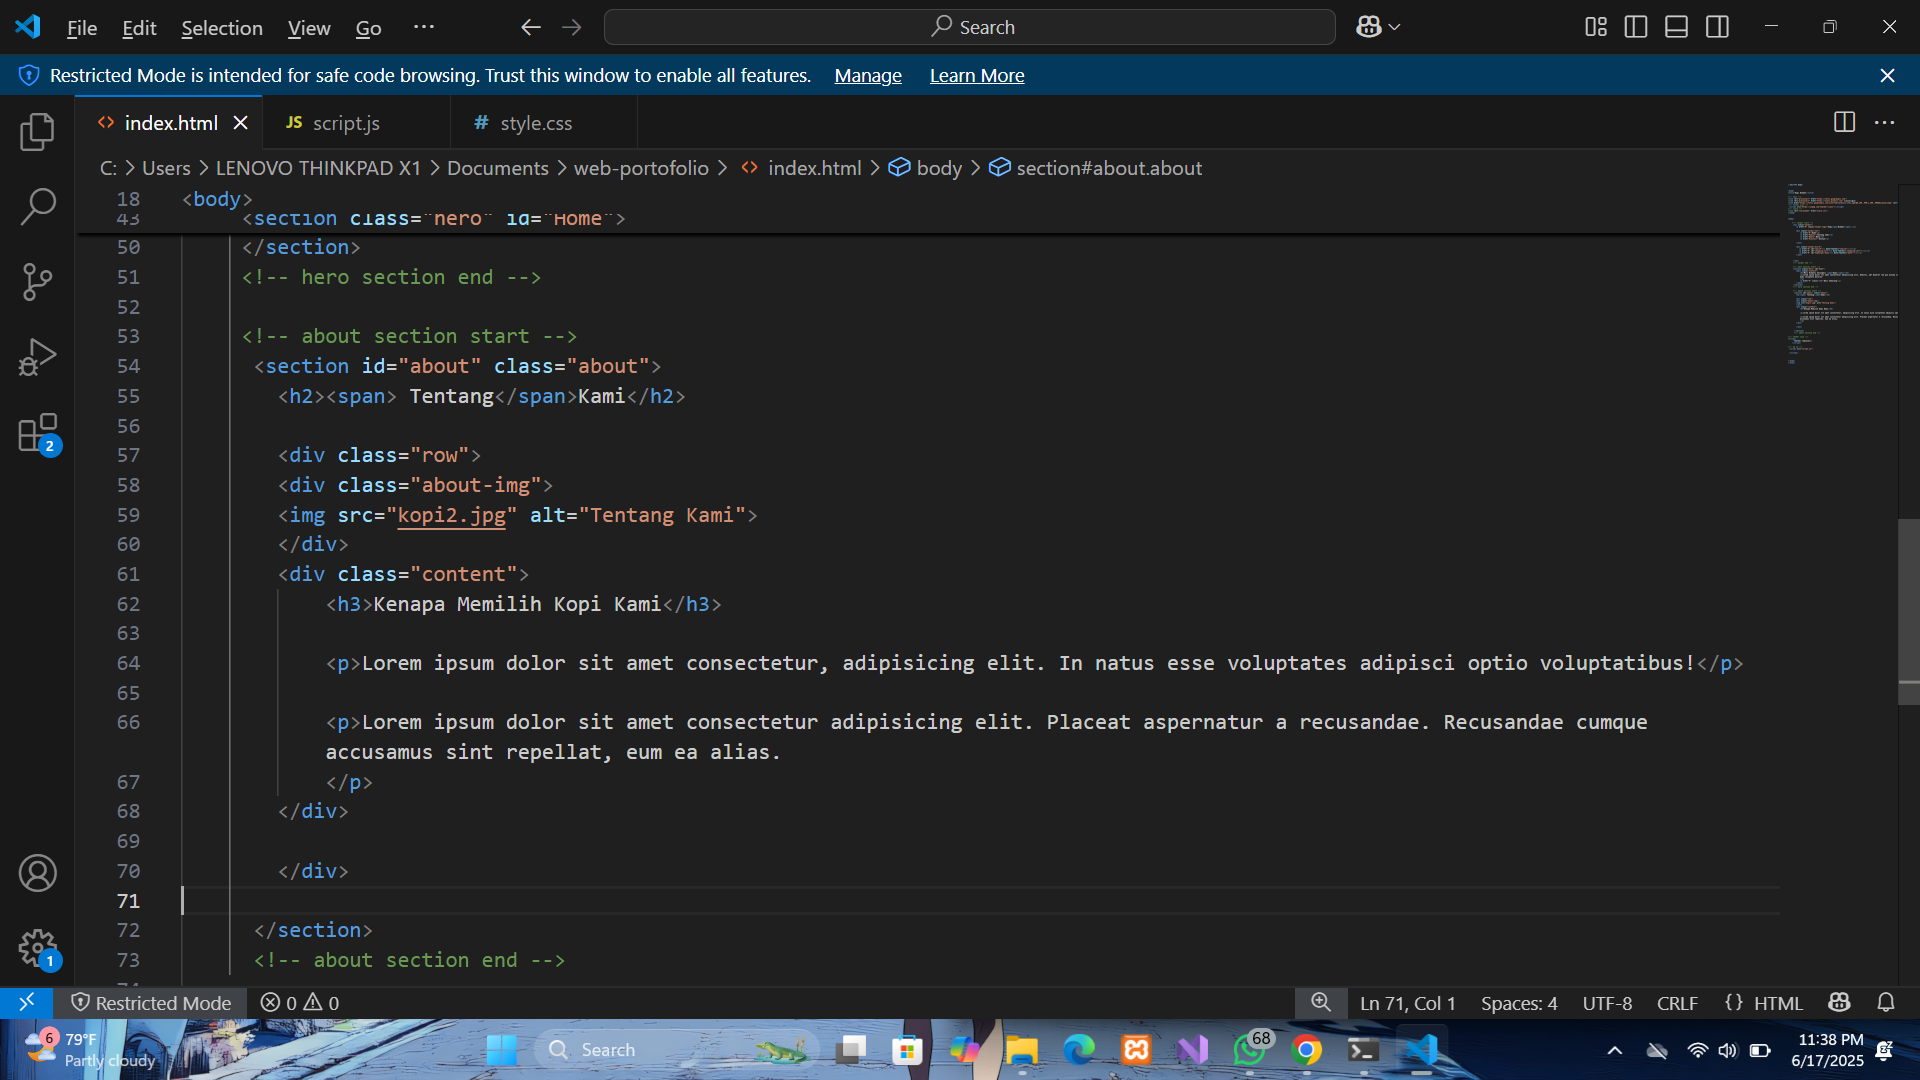 File Edit Selection View Go ··· Search
Restricted Mode is intended for safe code browsing. Trust this window to enable all features. Manage Learn More
index.html JS script.js # style.css
C: > Users > LENOVO THINKPAD X1 > Documents > web-portofolio > index.html > body > section#about.about
18 <body>
43 <section class="hero" id="Home">
50 </section>
51 <!-- hero section end -->
52
53 <!-- about section start -->
54 <section id="about" class="about">
55 <h2><span> Tentang</span>Kami</h2>
56
57 <div class="row">
58 <div class="about-img">
59 <img src="kopi2.jpg" alt="Tentang Kami">
60 </div>
61 <div class="content">
62 <h3>Kenapa Memilih Kopi Kami</h3>
63
64 <p>Lorem ipsum dolor sit amet consectetur, adipisicing elit. In natus esse voluptates adipisci optio voluptatibus!</p>
65
66 <p>Lorem ipsum dolor sit amet consectetur adipisicing elit. Placeat aspernatur a recusandae. Recusandae cumque
accusamus sint repellat, eum ea alias.
67 </p>
68 </div>
69
70 </div>
71
72 </section>
73 <!-- about section end -->
2
1
Restricted Mode 0 0 Ln 71, Col 1 Spaces: 4 UTF-8 CRLF {} HTML
6 79°F
Partly cloudy
Search
68
11:38 PM
6/17/2025